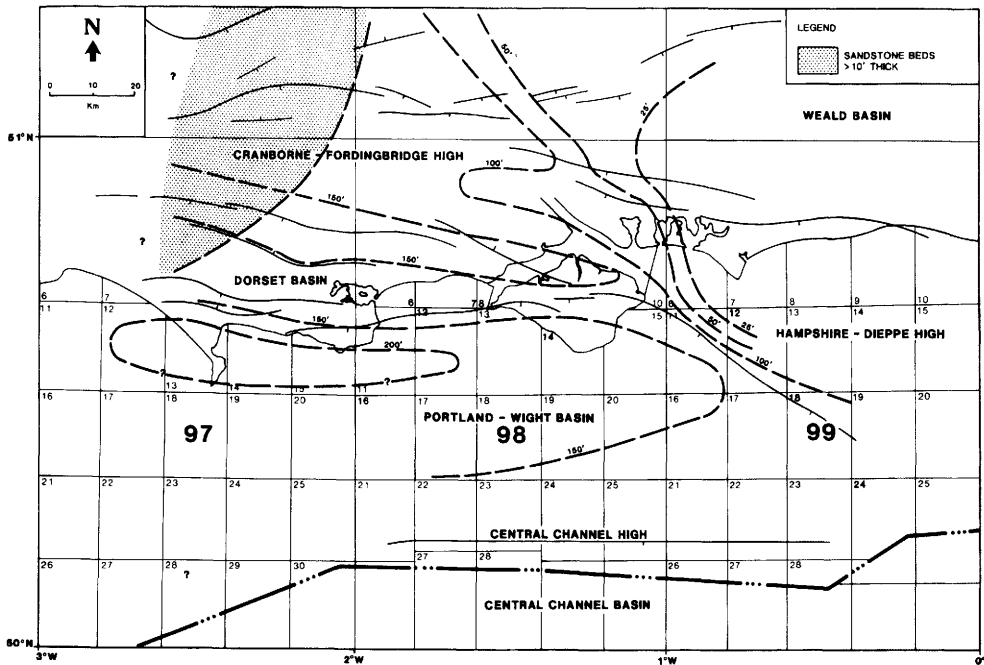 N
0 10 20
Km
LEGEND
SANDSTONE BEDS
>10' THICK
?
50'
25'
WEALD BASIN
51°N
CRANBORNE - FORDINGBRIDGE HIGH
100'
150'
?
150'
DORSET BASIN
6 7 6 7 8 10 6 7 8 9 10
11 12 12 13 15 11 12 13 14 15
150'
50'
25'
HAMPSHIRE - DIEPPE HIGH
14
200'
100'
? ?
13 14 15 11
16 17 18 19 20 16 17 18 19 20 16 17 18 19 20
PORTLAND - WIGHT BASIN
97 98 99
150'
21 22 23 24 25 21
22 23 24 25 21 22 23 24 25
CENTRAL CHANNEL HIGH
27 28
26 27 28 29 30 27 28
?
CENTRAL CHANNEL BASIN
50°N
3°W 2°W 1°W 0°